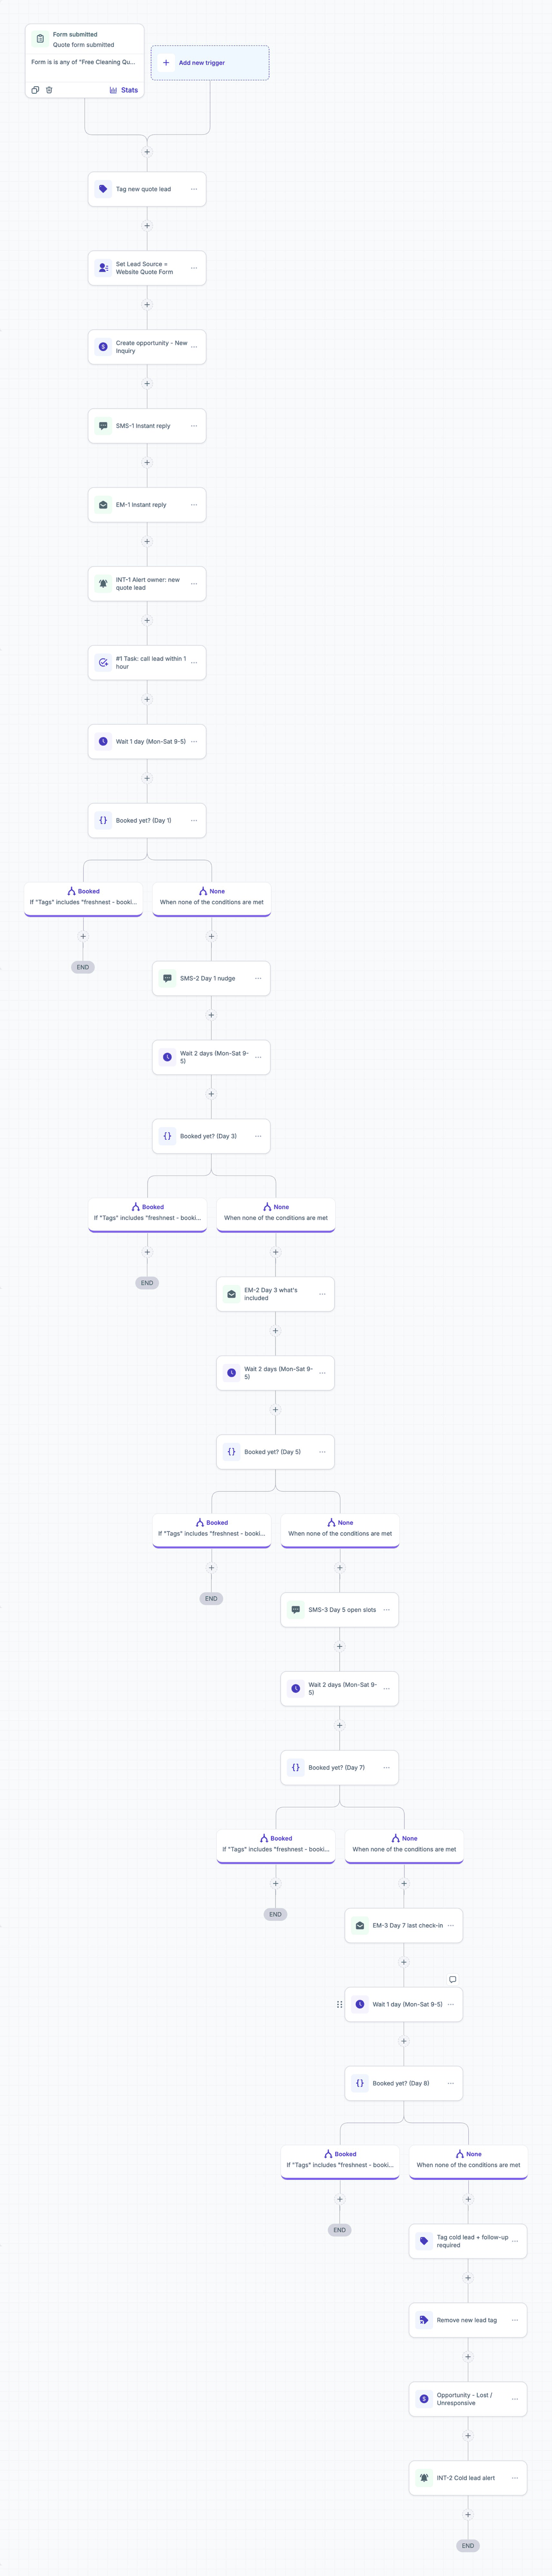 Form submitted
Quote form submitted
Form is is any of "Free Cleaning Qu...
Stats
Add new trigger
Tag new quote lead
Set Lead Source =
Website Quote Form
Create opportunity - New
Inquiry
SMS-1 Instant reply
EM-1 Instant reply
INT-1 Alert owner: new
quote lead
#1 Task: call lead within 1
hour
Wait 1 day (Mon-Sat 9-5)
Booked yet? (Day 1)
Booked
If "Tags" includes "freshnest - booki...
None
When none of the conditions are met
END
SMS-2 Day 1 nudge
Wait 2 days (Mon-Sat 9-
5)
Booked yet? (Day 3)
Booked
If "Tags" includes "freshnest - booki...
None
When none of the conditions are met
END
EM-2 Day 3 what's
included
Wait 2 days (Mon-Sat 9-
5)
Booked yet? (Day 5)
Booked
If "Tags" includes "freshnest - booki...
None
When none of the conditions are met
END
SMS-3 Day 5 open slots
Wait 2 days (Mon-Sat 9-
5)
Booked yet? (Day 7)
Booked
If "Tags" includes "freshnest - booki...
None
When none of the conditions are met
END
EM-3 Day 7 last check-in
Wait 1 day (Mon-Sat 9-5)
Booked yet? (Day 8)
Booked
If "Tags" includes "freshnest - booki...
None
When none of the conditions are met
END
Tag cold lead + follow-up
required
Remove new lead tag
Opportunity - Lost /
Unresponsive
INT-2 Cold lead alert
END